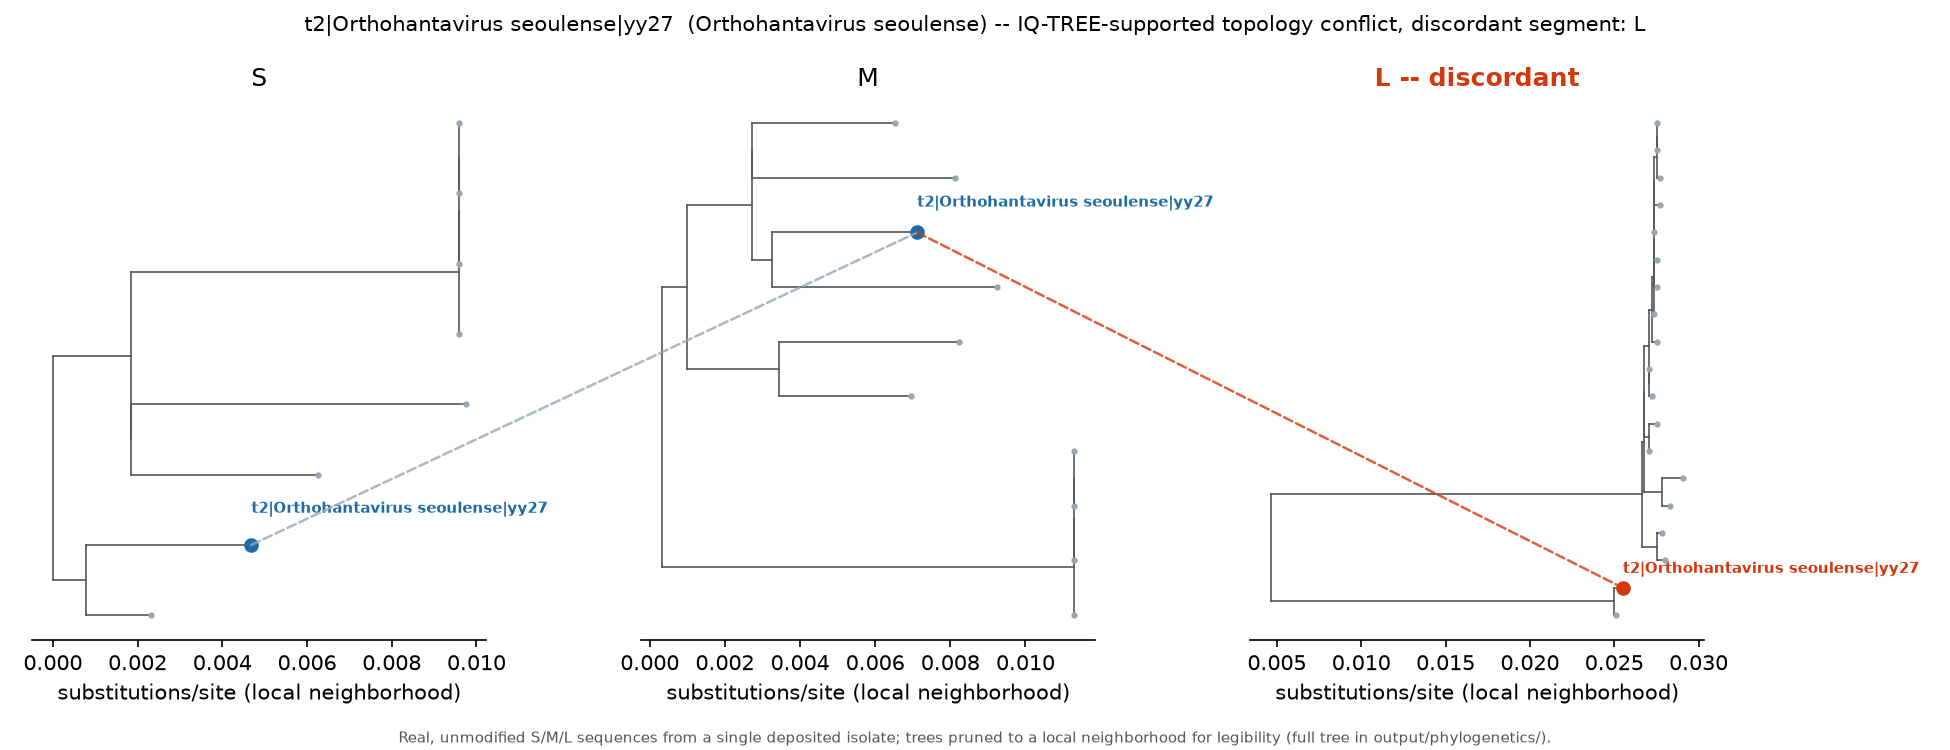 t2|Orthohantavirus seoulense|yy27  (Orthohantavirus seoulense) -- IQ-TREE-supported topology conflict, discordant segment: L
S
M
L -- discordant
t2|Orthohantavirus seoulense|yy27
t2|Orthohantavirus seoulense|yy27
t2|Orthohantavirus seoulense|yy27
0.000 0.002 0.004 0.006 0.008 0.010
substitutions/site (local neighborhood)
0.000 0.002 0.004 0.006 0.008 0.010
substitutions/site (local neighborhood)
0.005 0.010 0.015 0.020 0.025 0.030
substitutions/site (local neighborhood)
Real, unmodified S/M/L sequences from a single deposited isolate; trees pruned to a local neighborhood for legibility (full tree in output/phylogenetics/).